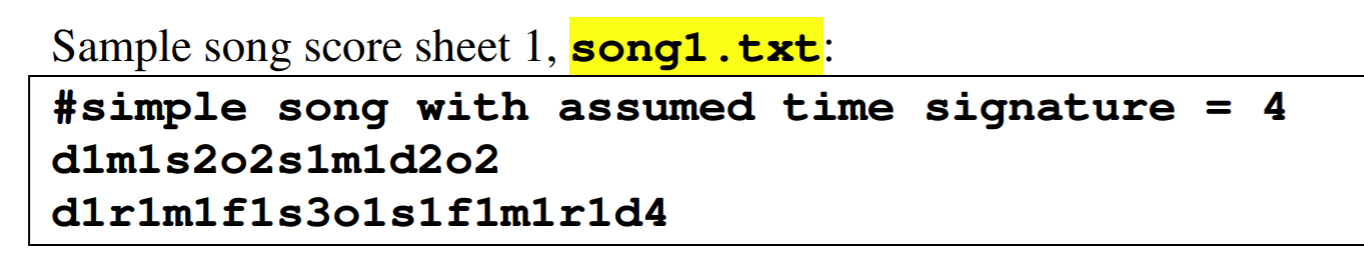 Sample song score sheet 1, song1.txt:
#simple song with assumed time signature = 4
d1m1s2o2s1m1d2o2
d1r1m1f1s3o1s1f1m1r1d4